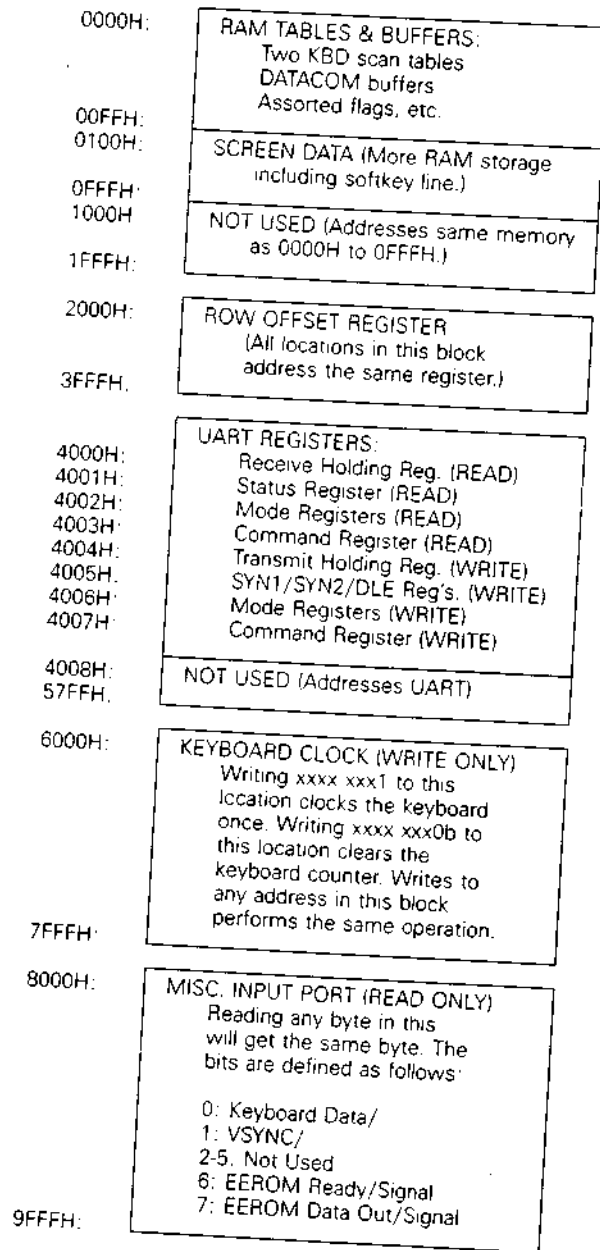 0000H: RAM TABLES & BUFFERS:
Two KBD scan tables
DATACOM buffers
Assorted flags, etc.
00FFH:
0100H: SCREEN DATA (More RAM storage
including softkey line.)
0FFFH:
1000H NOT USED (Addresses same memory
as 0000H to 0FFFH.)
1FFFH:
2000H: ROW OFFSET REGISTER
(All locations in this block
address the same register.)
3FFFH.
UART REGISTERS:
4000H: Receive Holding Reg. (READ)
4001H: Status Register (READ)
4002H: Mode Registers (READ)
4003H: Command Register (READ)
4004H: Transmit Holding Reg. (WRITE)
4005H. SYN1/SYN2/DLE Reg's. (WRITE)
4006H: Mode Registers (WRITE)
4007H: Command Register (WRITE)
4008H: NOT USED (Addresses UART)
57FFH.
6000H: KEYBOARD CLOCK (WRITE ONLY)
Writing xxxx xxx1 to this
location clocks the keyboard
once. Writing xxxx xxx0b to
this location clears the
keyboard counter. Writes to
any address in this block
performs the same operation.
7FFFH:
8000H: MISC. INPUT PORT (READ ONLY)
Reading any byte in this
will get the same byte. The
bits are defined as follows:
0: Keyboard Data/
1: VSYNC/
2-5. Not Used
6: EEROM Ready/Signal
7: EEROM Data Out/Signal
9FFFH: